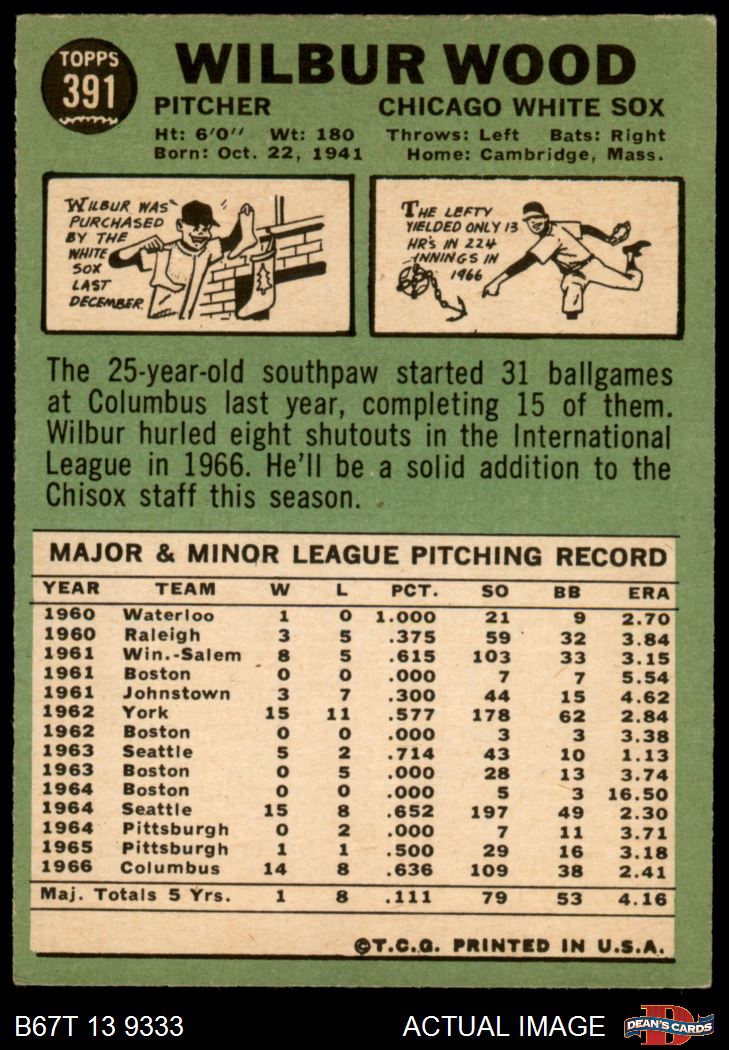 TOPPS
391
WILBUR WOOD
PITCHER CHICAGO WHITE SOX
Ht: 6'0" Wt: 180 Throws: Left Bats: Right
Born: Oct. 22, 1941 Home: Cambridge, Mass.
WILBUR WAS
PURCHASED
BY THE
WHITE
SOX
LAST
DECEMBER
THE LEFTY
YIELDED ONLY 13
HR'S IN 224
INNINGS IN
1966
The 25-year-old southpaw started 31 ballgames
at Columbus last year, completing 15 of them.
Wilbur hurled eight shutouts in the International
League in 1966. He'll be a solid addition to the
Chisox staff this season.
MAJOR & MINOR LEAGUE PITCHING RECORD
YEAR TEAM W L PCT. SO BB ERA
1960 Waterloo 1 0 1.000 21 9 2.70
1960 Raleigh 3 5 .375 59 32 3.84
1961 Win.-Salem 8 5 .615 103 33 3.15
1961 Boston 0 0 .000 7 7 5.54
1961 Johnstown 3 7 .300 44 15 4.62
1962 York 15 11 .577 178 62 2.84
1962 Boston 0 0 .000 3 3 3.38
1963 Seattle 5 2 .714 43 10 1.13
1963 Boston 0 5 .000 28 13 3.74
1964 Boston 0 0 .000 5 3 16.50
1964 Seattle 15 8 .652 197 49 2.30
1964 Pittsburgh 0 2 .000 7 11 3.71
1965 Pittsburgh 1 1 .500 29 16 3.18
1966 Columbus 14 8 .636 109 38 2.41
Maj. Totals 5 Yrs. 1 8 .111 79 53 4.16
©T.C.G. PRINTED IN U.S.A.
B67T 13 9333 ACTUAL IMAGE
D
DEAN'S CARDS